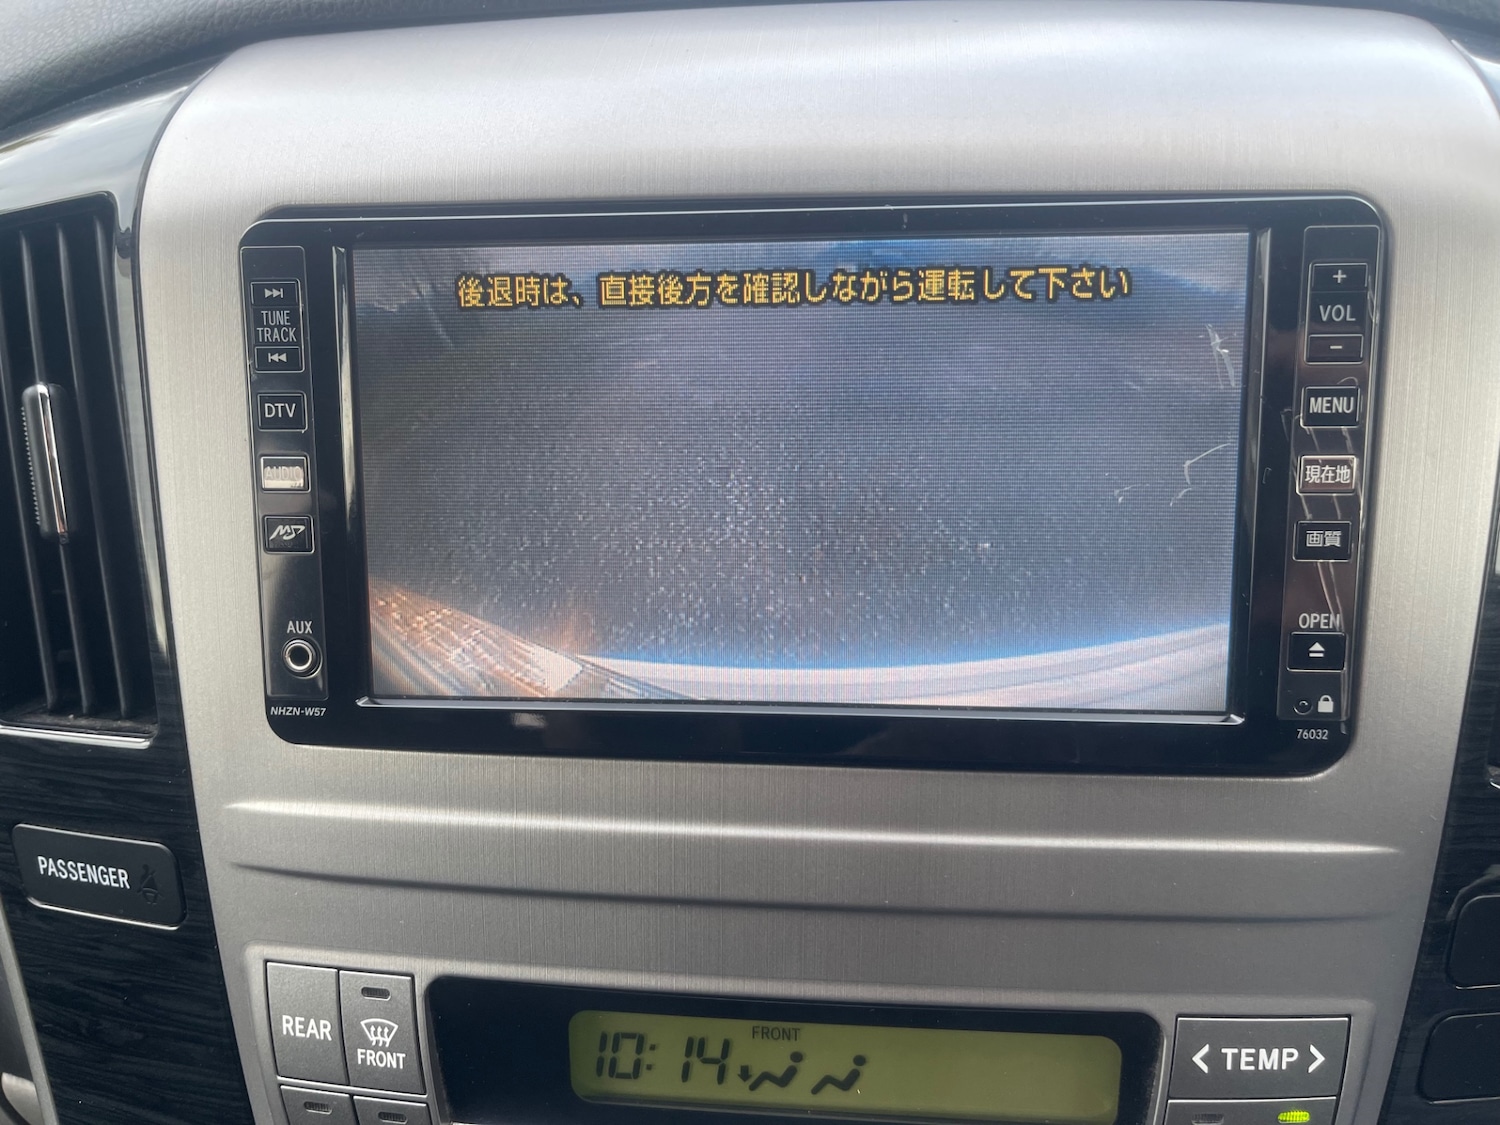 後退時は、直接後方を確認しながら運転して下さい
TUNE
TRACK
DTV
AUDIO
AUX
NHZN-W57
+
VOL
−
MENU
現在地
画質
OPEN
76032
PASSENGER
REAR
FRONT
FRONT
10:14
< TEMP >